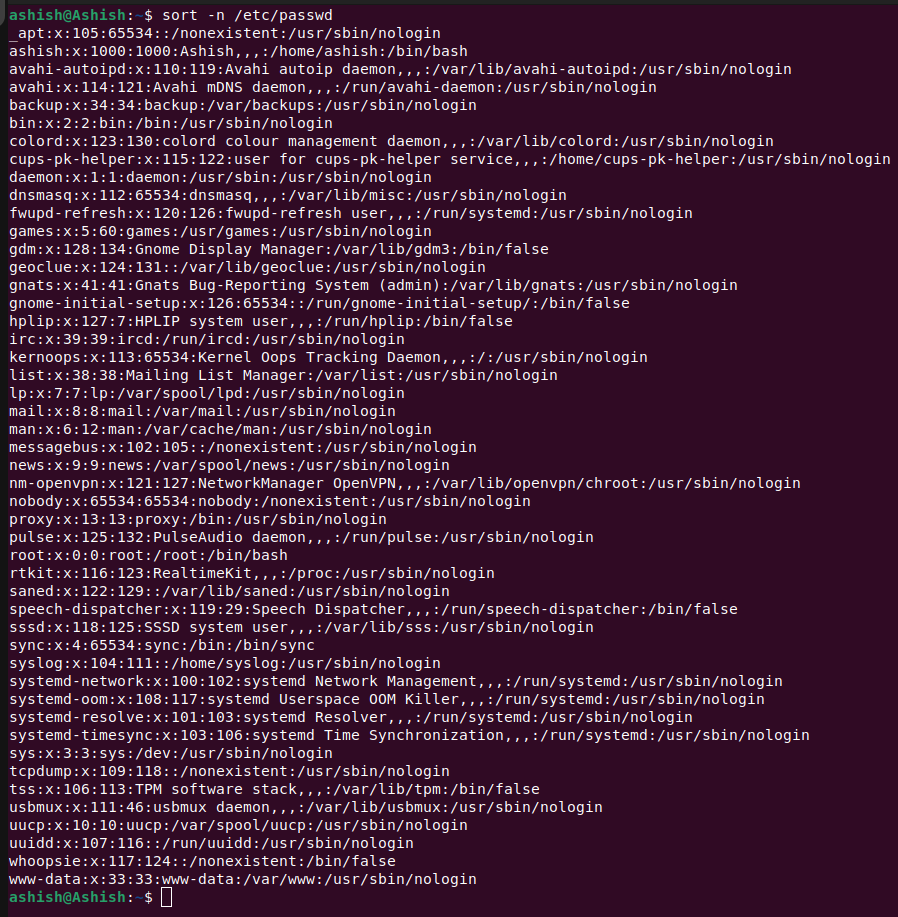 ashish@Ashish:~$ sort -n /etc/passwd
_apt:x:105:65534::/nonexistent:/usr/sbin/nologin
ashish:x:1000:1000:Ashish,,,:/home/ashish:/bin/bash
avahi-autoipd:x:110:119:Avahi autoip daemon,,,:/var/lib/avahi-autoipd:/usr/sbin/nologin
avahi:x:114:121:Avahi mDNS daemon,,,:/run/avahi-daemon:/usr/sbin/nologin
backup:x:34:34:backup:/var/backups:/usr/sbin/nologin
bin:x:2:2:bin:/bin:/usr/sbin/nologin
colord:x:123:130:colord colour management daemon,,,:/var/lib/colord:/usr/sbin/nologin
cups-pk-helper:x:115:122:user for cups-pk-helper service,,,:/home/cups-pk-helper:/usr/sbin/nologin
daemon:x:1:1:daemon:/usr/sbin:/usr/sbin/nologin
dnsmasq:x:112:65534:dnsmasq,,,:/var/lib/misc:/usr/sbin/nologin
fwupd-refresh:x:120:126:fwupd-refresh user,,,:/run/systemd:/usr/sbin/nologin
games:x:5:60:games:/usr/games:/usr/sbin/nologin
gdm:x:128:134:Gnome Display Manager:/var/lib/gdm3:/bin/false
geoclue:x:124:131::/var/lib/geoclue:/usr/sbin/nologin
gnats:x:41:41:Gnats Bug-Reporting System (admin):/var/lib/gnats:/usr/sbin/nologin
gnome-initial-setup:x:126:65534::/run/gnome-initial-setup/:/bin/false
hplip:x:127:7:HPLIP system user,,,:/run/hplip:/bin/false
irc:x:39:39:ircd:/run/ircd:/usr/sbin/nologin
kernoops:x:113:65534:Kernel Oops Tracking Daemon,,,:/:/usr/sbin/nologin
list:x:38:38:Mailing List Manager:/var/list:/usr/sbin/nologin
lp:x:7:7:lp:/var/spool/lpd:/usr/sbin/nologin
mail:x:8:8:mail:/var/mail:/usr/sbin/nologin
man:x:6:12:man:/var/cache/man:/usr/sbin/nologin
messagebus:x:102:105::/nonexistent:/usr/sbin/nologin
news:x:9:9:news:/var/spool/news:/usr/sbin/nologin
nm-openvpn:x:121:127:NetworkManager OpenVPN,,,:/var/lib/openvpn/chroot:/usr/sbin/nologin
nobody:x:65534:65534:nobody:/nonexistent:/usr/sbin/nologin
proxy:x:13:13:proxy:/bin:/usr/sbin/nologin
pulse:x:125:132:PulseAudio daemon,,,:/run/pulse:/usr/sbin/nologin
root:x:0:0:root:/root:/bin/bash
rtkit:x:116:123:RealtimeKit,,,:/proc:/usr/sbin/nologin
saned:x:122:129::/var/lib/saned:/usr/sbin/nologin
speech-dispatcher:x:119:29:Speech Dispatcher,,,:/run/speech-dispatcher:/bin/false
sssd:x:118:125:SSSD system user,,,:/var/lib/sss:/usr/sbin/nologin
sync:x:4:65534:sync:/bin:/bin/sync
syslog:x:104:111::/home/syslog:/usr/sbin/nologin
systemd-network:x:100:102:systemd Network Management,,,:/run/systemd:/usr/sbin/nologin
systemd-oom:x:108:117:systemd Userspace OOM Killer,,,:/run/systemd:/usr/sbin/nologin
systemd-resolve:x:101:103:systemd Resolver,,,:/run/systemd:/usr/sbin/nologin
systemd-timesync:x:103:106:systemd Time Synchronization,,,:/run/systemd:/usr/sbin/nologin
sys:x:3:3:sys:/dev:/usr/sbin/nologin
tcpdump:x:109:118::/nonexistent:/usr/sbin/nologin
tss:x:106:113:TPM software stack,,,:/var/lib/tpm:/bin/false
usbmux:x:111:46:usbmux daemon,,,:/var/lib/usbmux:/usr/sbin/nologin
uucp:x:10:10:uucp:/var/spool/uucp:/usr/sbin/nologin
uuidd:x:107:116::/run/uuidd:/usr/sbin/nologin
whoopsie:x:117:124::/nonexistent:/bin/false
www-data:x:33:33:www-data:/var/www:/usr/sbin/nologin
ashish@Ashish:~$